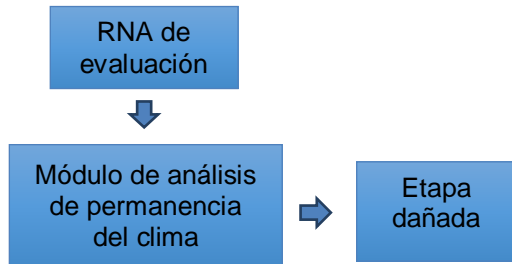 RNA de
evaluación
Módulo de análisis
de permanencia
del clima
Etapa
dañada